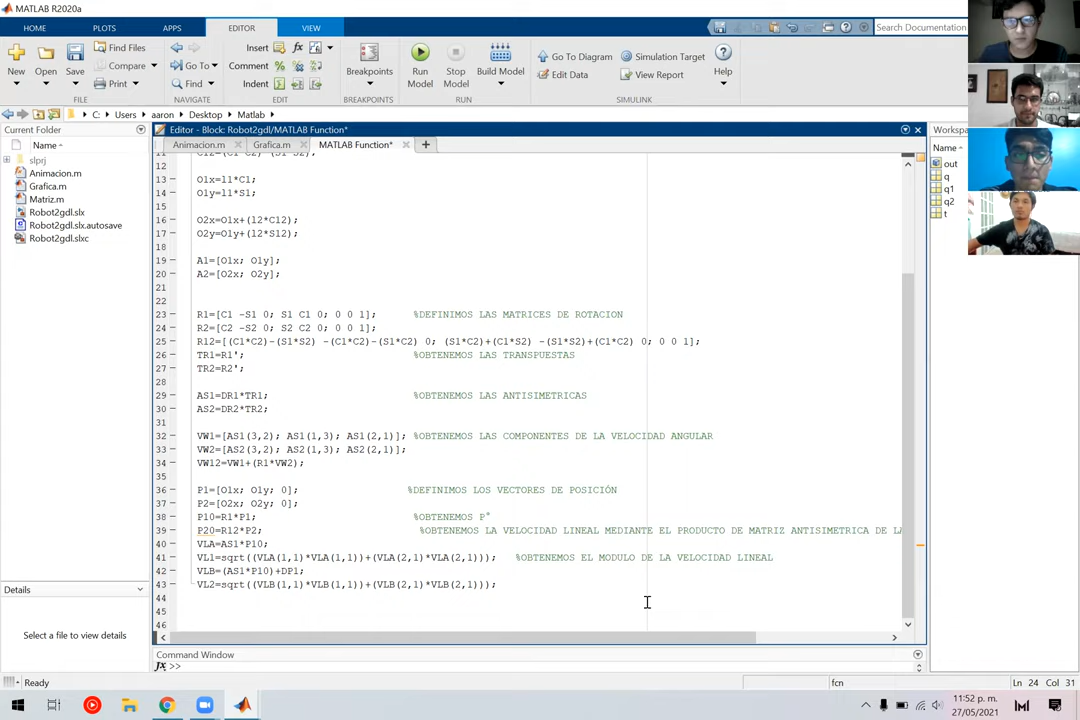 MATLAB R2020a
HOME PLOTS APPS EDITOR VIEW
Search Documentation
New Open Save Find Files Compare Print
Go To Find
Insert fx
Comment %
Indent
Breakpoints
Run Model
Stop Model
Build Model
Go To Diagram Simulation Target
Edit Data View Report
Help
FILE NAVIGATE EDIT BREAKPOINTS RUN SIMULINK
C: Users aaron Desktop Matlab
Current Folder
Name
slprj
Animacion.m
Grafica.m
Matriz.m
Robot2gdl.slx
Robot2gdl.slx.autosave
Robot2gdl.slxc
Details
Select a file to view details
Editor - Block: Robot2gdl/MATLAB Function*
Animacion.m Grafica.m MATLAB Function*
12
13 O1x=l1*C1;
14 O1y=l1*S1;
15
16 O2x=O1x+(l2*C12);
17 O2y=O1y+(l2*S12);
18
19 A1=[O1x; O1y];
20 A2=[O2x; O2y];
21
22
23 R1=[C1 -S1 0; S1 C1 0; 0 0 1]; %DEFINIMOS LAS MATRICES DE ROTACION
24 R2=[C2 -S2 0; S2 C2 0; 0 0 1];
25 R12=[(C1*C2)-(S1*S2) -(C1*C2)-(S1*C2) 0; (S1*C2)+(C1*S2) -(S1*S2)+(C1*C2) 0; 0 0 1];
26 TR1=R1'; %OBTENEMOS LAS TRANSPUESTAS
27 TR2=R2';
28
29 AS1=DR1*TR1; %OBTENEMOS LAS ANTISIMETRICAS
30 AS2=DR2*TR2;
31
32 VW1=[AS1(3,2); AS1(1,3); AS1(2,1)]; %OBTENEMOS LAS COMPONENTES DE LA VELOCIDAD ANGULAR
33 VW2=[AS2(3,2); AS2(1,3); AS2(2,1)];
34 VW12=VW1+(R1*VW2);
35
36 P1=[O1x; O1y; 0]; %DEFINIMOS LOS VECTORES DE POSICIÓN
37 P2=[O2x; O2y; 0];
38 P10=R1*P1; %OBTENEMOS P°
39 P20=R12*P2; %OBTENEMOS LA VELOCIDAD LINEAL MEDIANTE EL PRODUCTO DE MATRIZ ANTISIMETRICA DE
40 VLA=AS1*P10;
41 VL1=sqrt((VLA(1,1)*VLA(1,1))+(VLA(2,1)*VLA(2,1))); %OBTENEMOS EL MODULO DE LA VELOCIDAD LINEAL
42 VLB=(AS1*P10)+DP1;
43 VL2=sqrt((VLB(1,1)*VLB(1,1))+(VLB(2,1)*VLB(2,1)));
44
45
46
Command Window
fx >>
Name
out
q
q1
q2
t
Ready
fcn Ln 24 Col 31
11:52 p. m.
27/05/2021